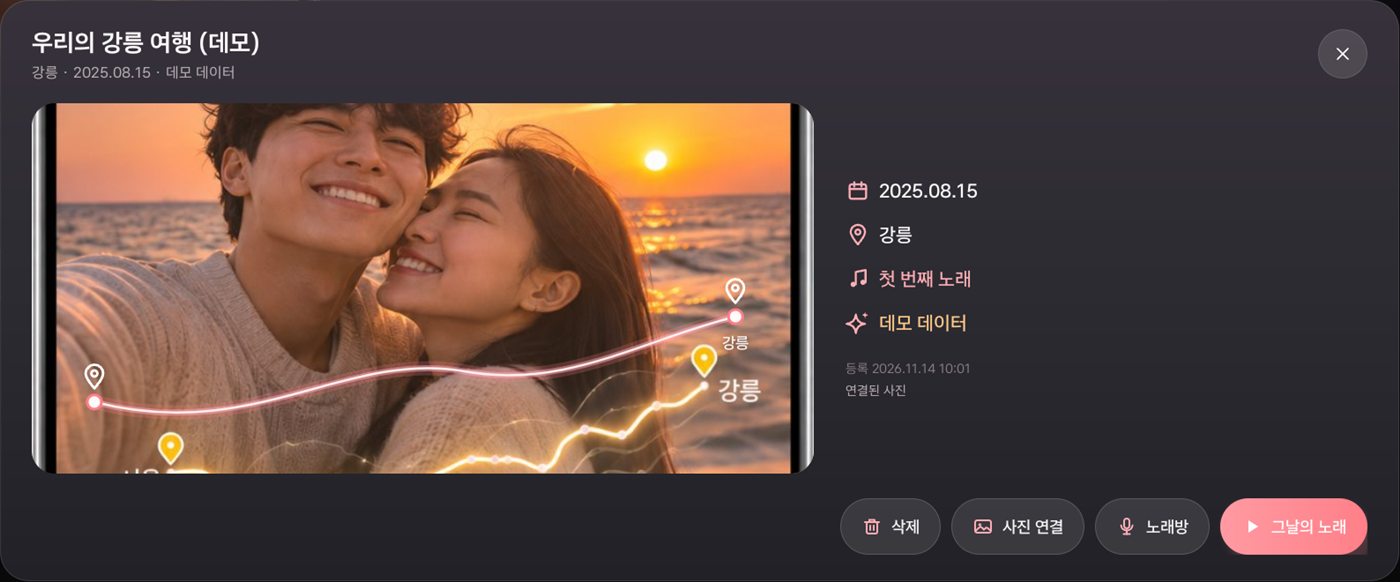 우리의 강릉 여행 (데모)
강릉 · 2025.08.15 · 데모 데이터
2025.08.15
강릉
첫 번째 노래
데모 데이터
등록 2026.11.14 10:01
연결된 사진
강릉
강릉
삭제
사진 연결
노래방
그날의 노래